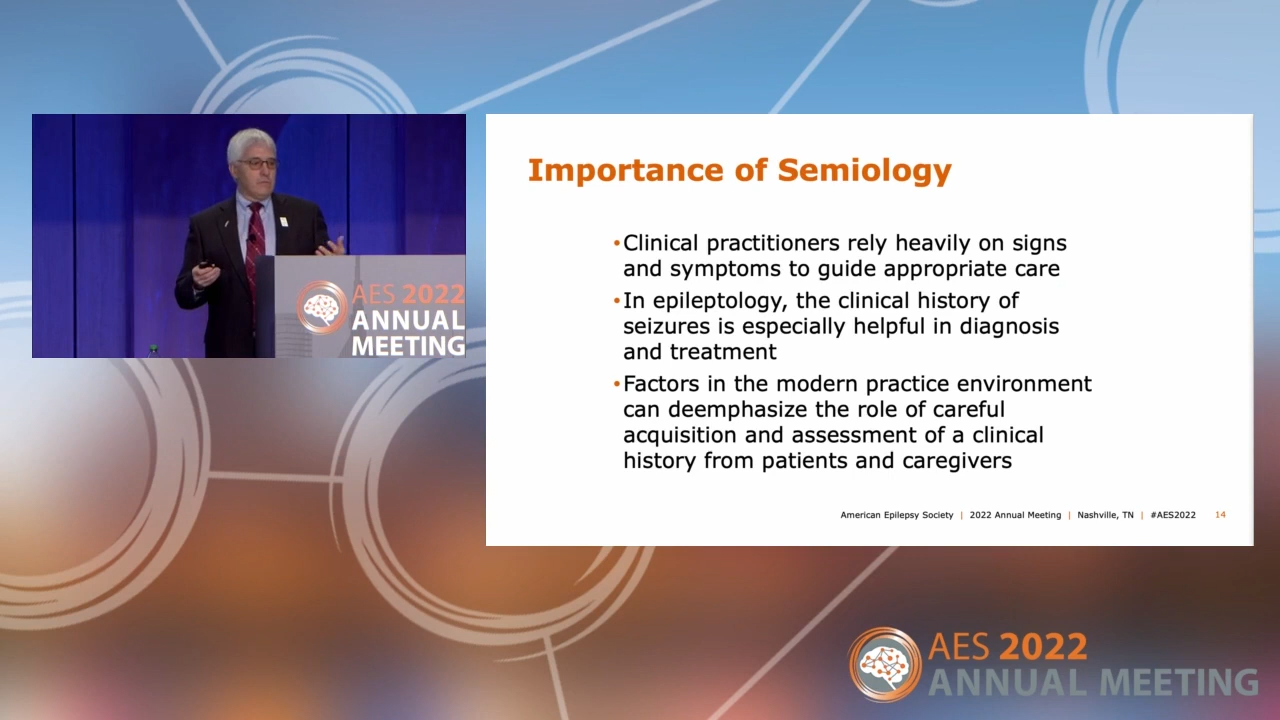 AES 2022
ANNUAL
MEETING
Importance of Semiology
•Clinical practitioners rely heavily on signs
and symptoms to guide appropriate care
•In epileptology, the clinical history of
seizures is especially helpful in diagnosis
and treatment
•Factors in the modern practice environment
can deemphasize the role of careful
acquisition and assessment of a clinical
history from patients and caregivers
American Epilepsy Society | 2022 Annual Meeting | Nashville, TN | #AES2022 14
AES 2022
ANNUAL MEETING